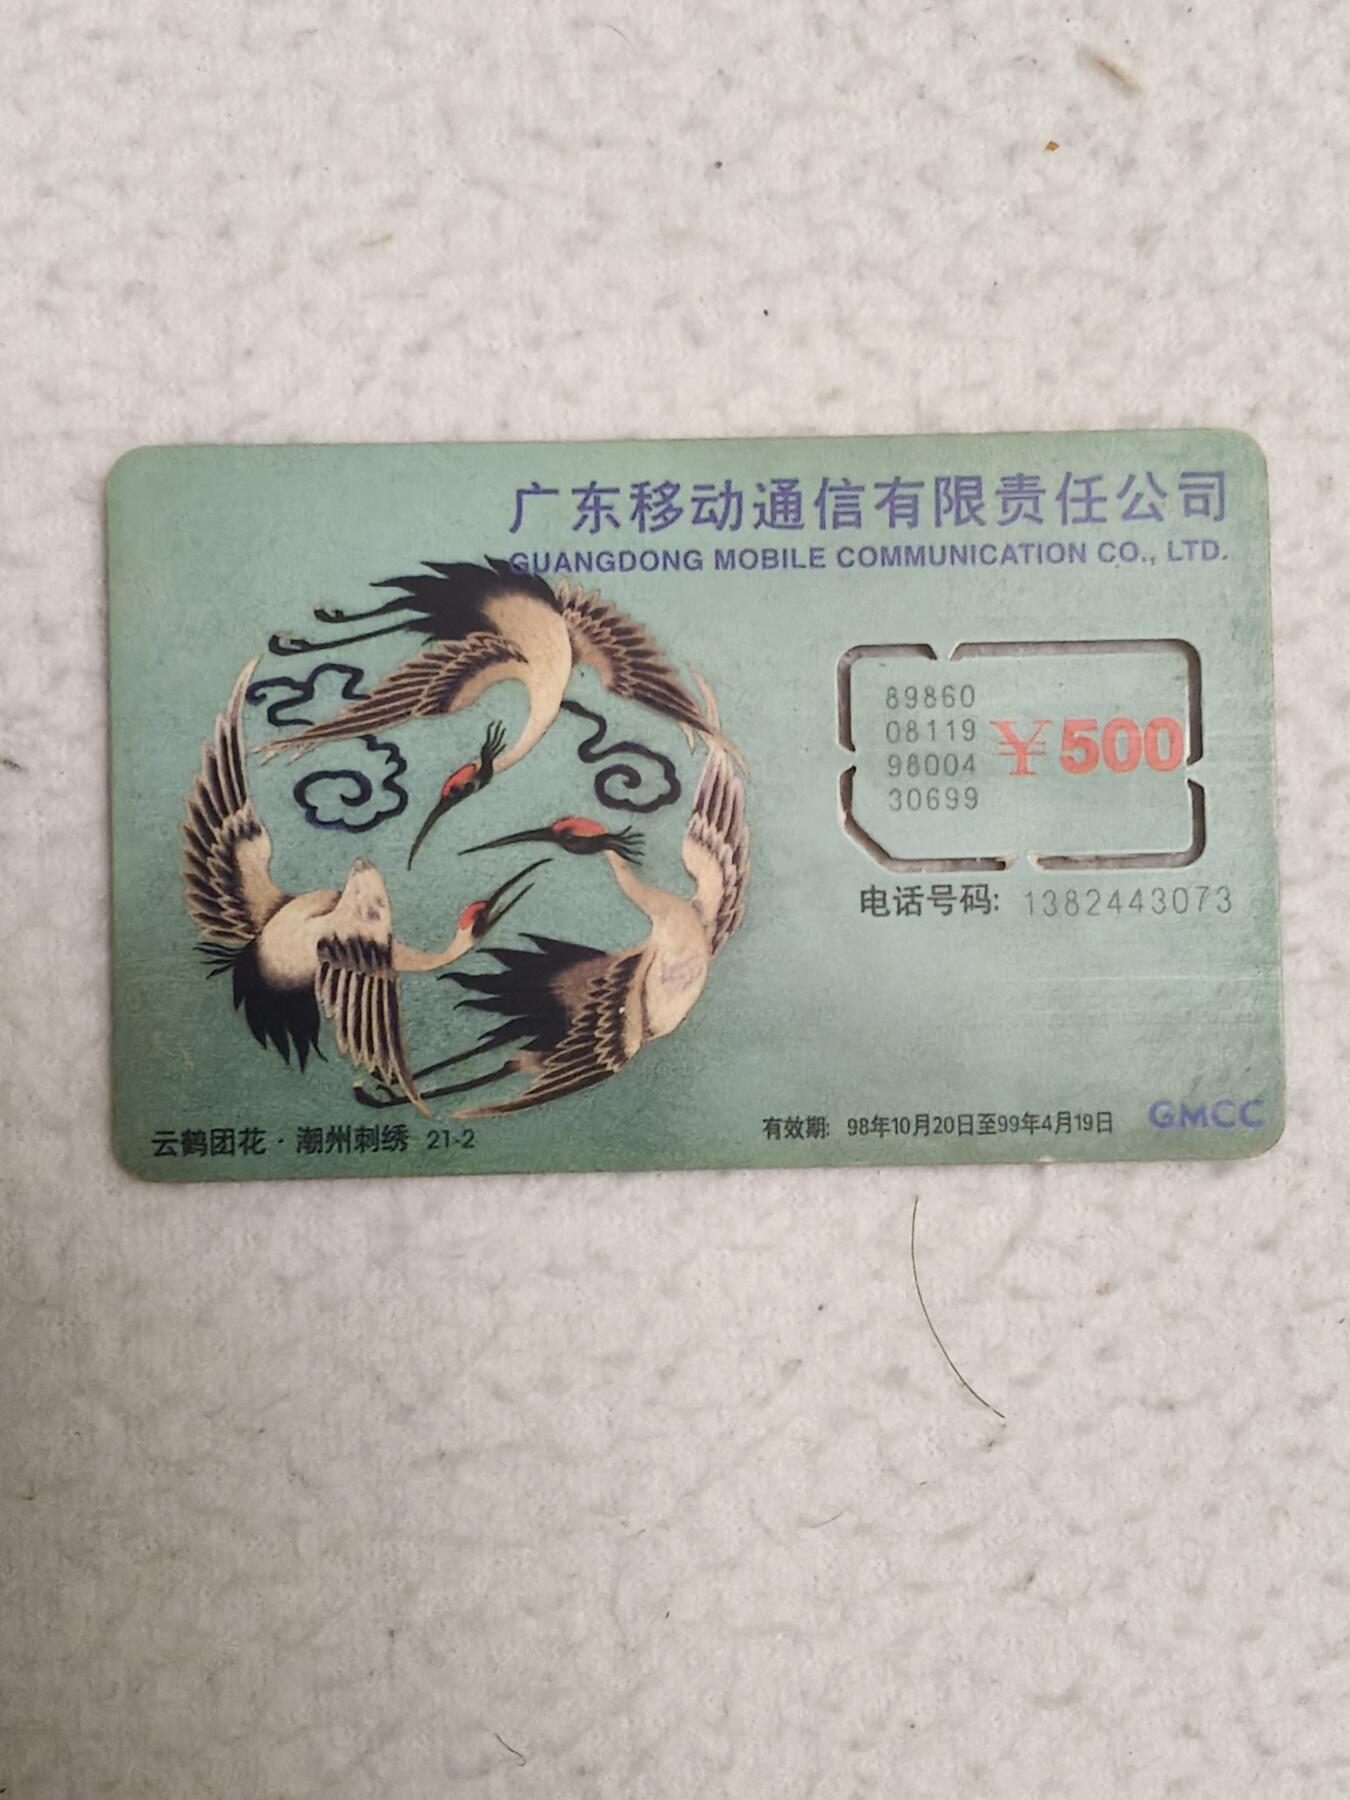 广东移动通信有限责任公司
GUANGDONG MOBILE COMMUNICATION CO., LTD.
89860
08119
98004
30699
￥500
电话号码: 1382443073
云鹤团花·潮州刺绣 21-2
有效期: 98年10月20日至99年4月19日
GMCC